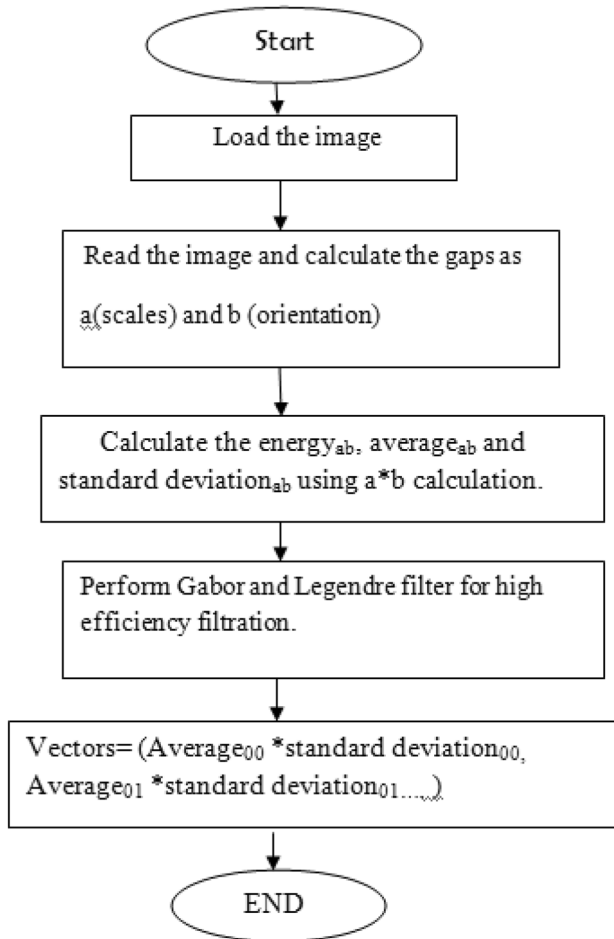 Start
Load the image
Read the image and calculate the gaps as
a(scales) and b (orientation)
Calculate the energyab, averageab and
standard deviationab using a*b calculation.
Perform Gabor and Legendre filter for high
efficiency filtration.
Vectors= (Average00 *standard deviation00,
Average01 *standard deviation01...., )
END